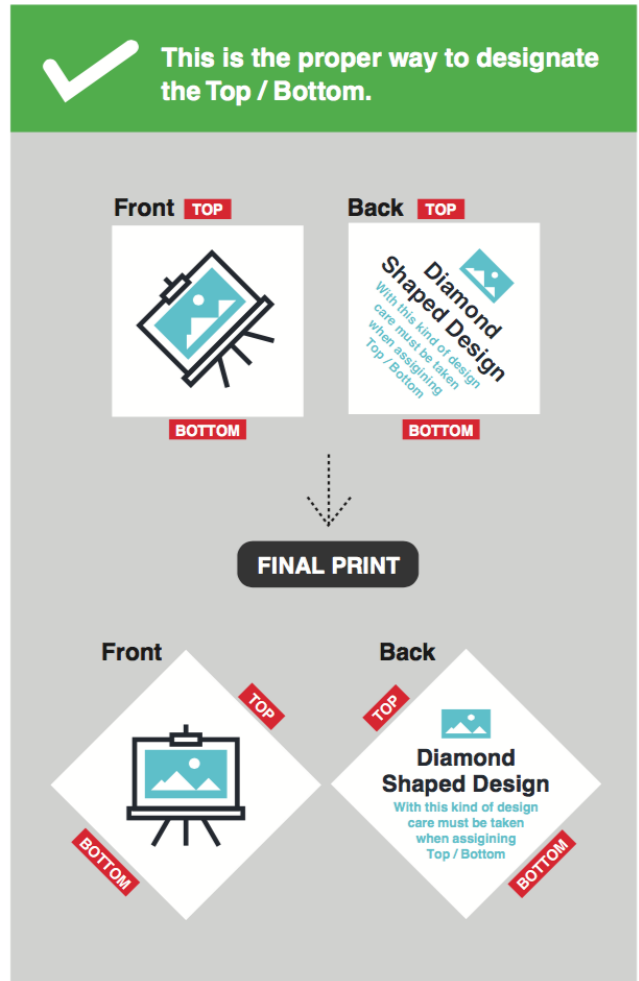 This is the proper way to designate
the Top / Bottom.
Front TOP
Back TOP
Diamond
Shaped Design
With this kind of design
care must be taken
when assigining
Top / Bottom
BOTTOM
BOTTOM
FINAL PRINT
Front
TOP
BOTTOM
Back
TOP
Diamond
Shaped Design
With this kind of design
care must be taken
when assigining
Top / Bottom
BOTTOM